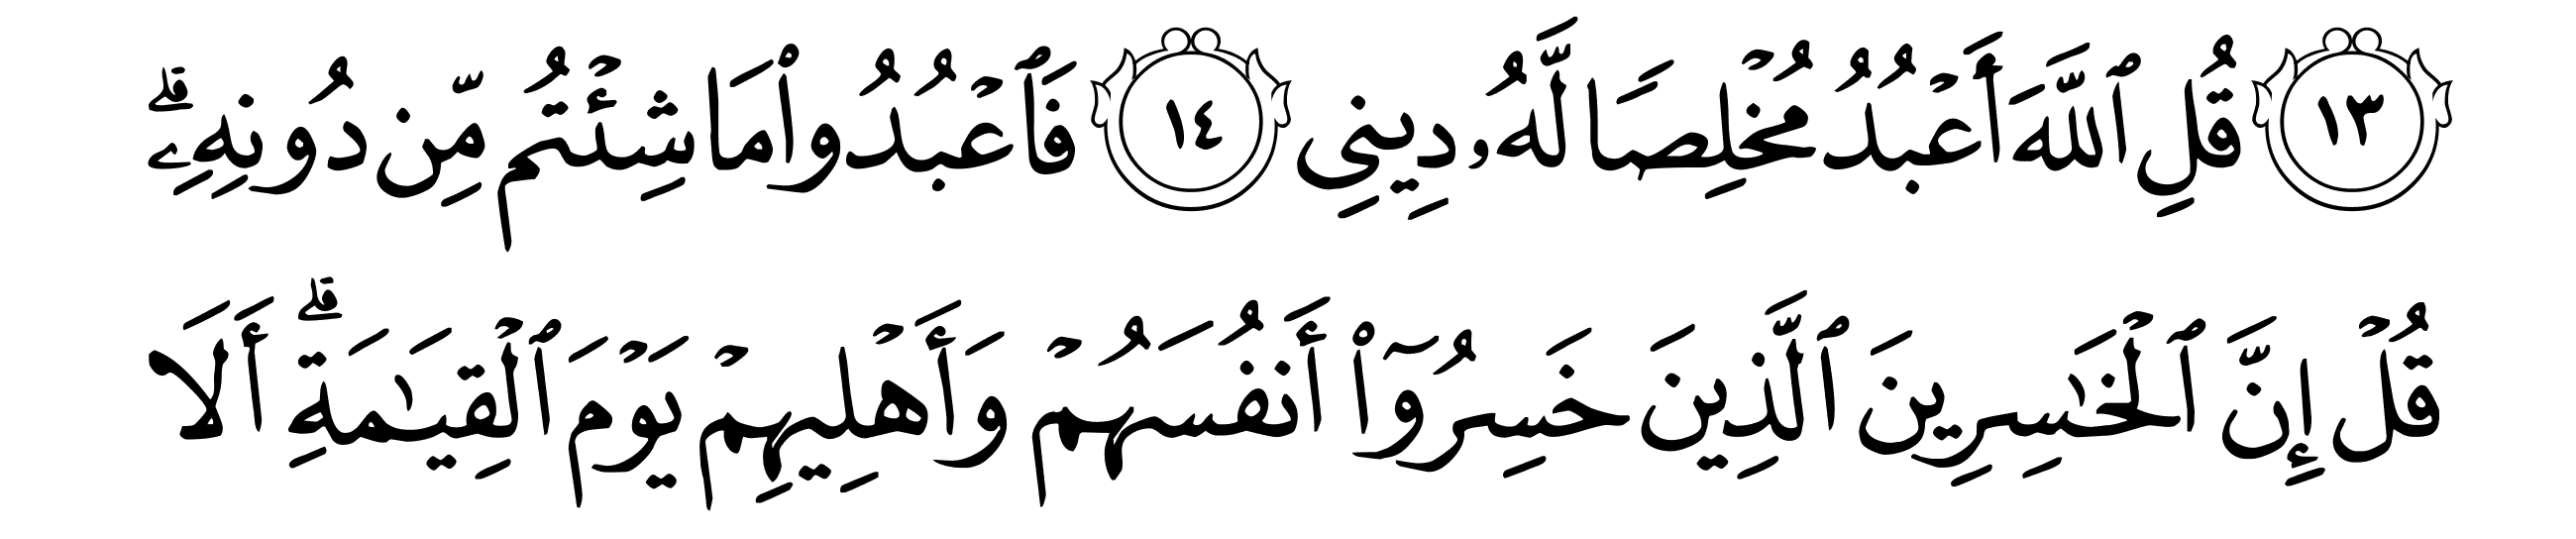 ١٣ قُلِ ٱللَّهَ أَعۡبُدُ مُخۡلِصٗا لَّهُۥ دِينِي ١٤ فَٱعۡبُدُواْ مَا شِئۡتُم مِّن دُونِهِۦۗ
قُلۡ إِنَّ ٱلۡخَٰسِرِينَ ٱلَّذِينَ خَسِرُوٓاْ أَنفُسَهُمۡ وَأَهۡلِيهِمۡ يَوۡمَ ٱلۡقِيَٰمَةِۗ أَلَا